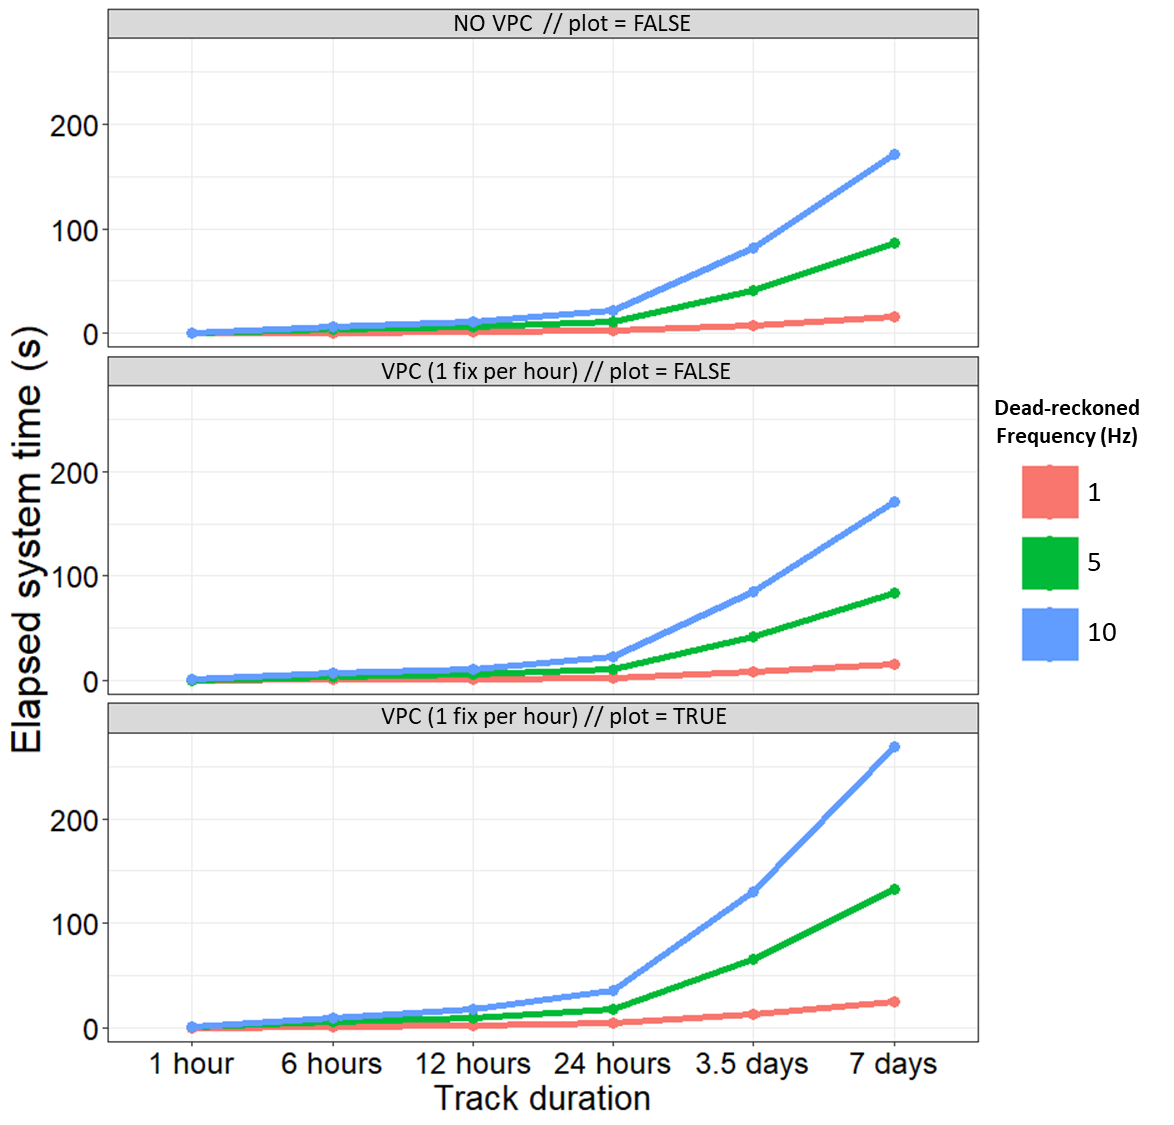 NO VPC // plot = FALSE
200
100
0
VPC (1 fix per hour) // plot = FALSE
200
100
0
VPC (1 fix per hour) // plot = TRUE
200
100
0
Elapsed system time (s)
1 hour 6 hours 12 hours 24 hours 3.5 days 7 days
Track duration
Dead-reckoned
Frequency (Hz)
1
5
10